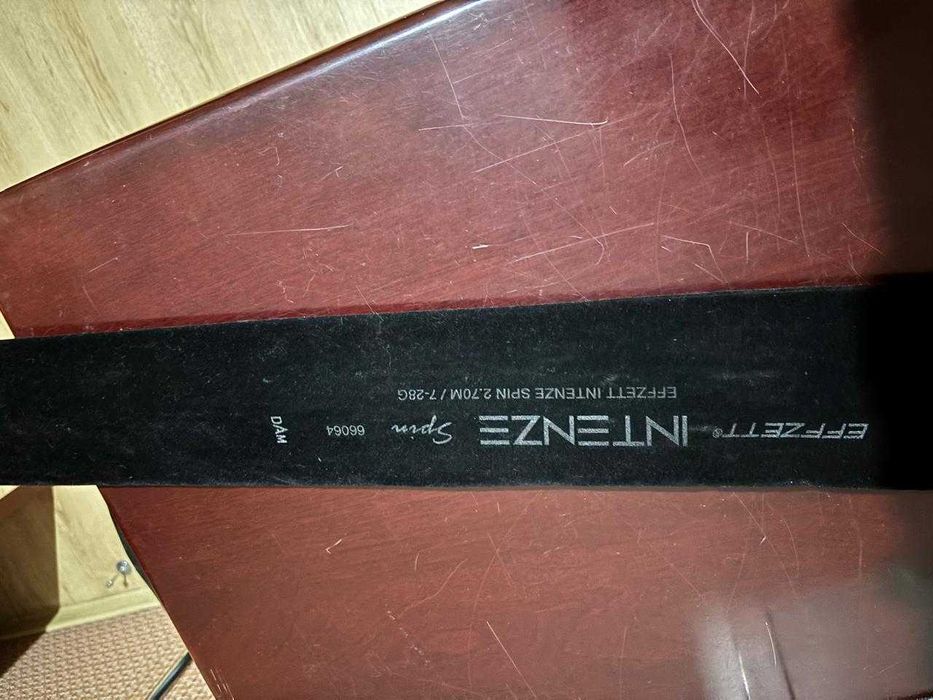 EFFZETT® INTENZE Spin 66064
EFFZETT INTENZE SPIN 2.70M / 7-28G
DAM